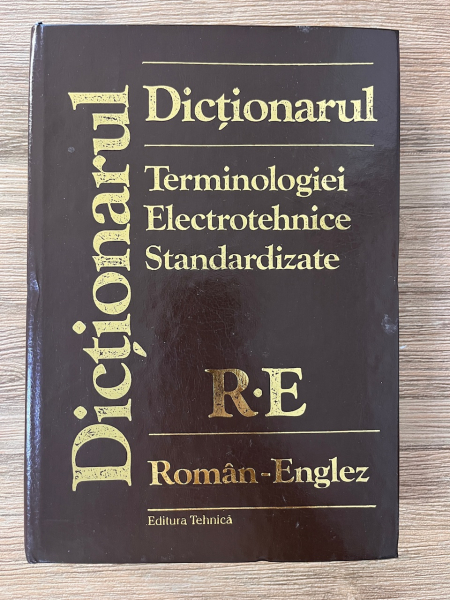 Dicționarul
Dicționarul
Terminologiei
Electrotehnice
Standardizate
R·E
Român-Englez
Editura Tehnică